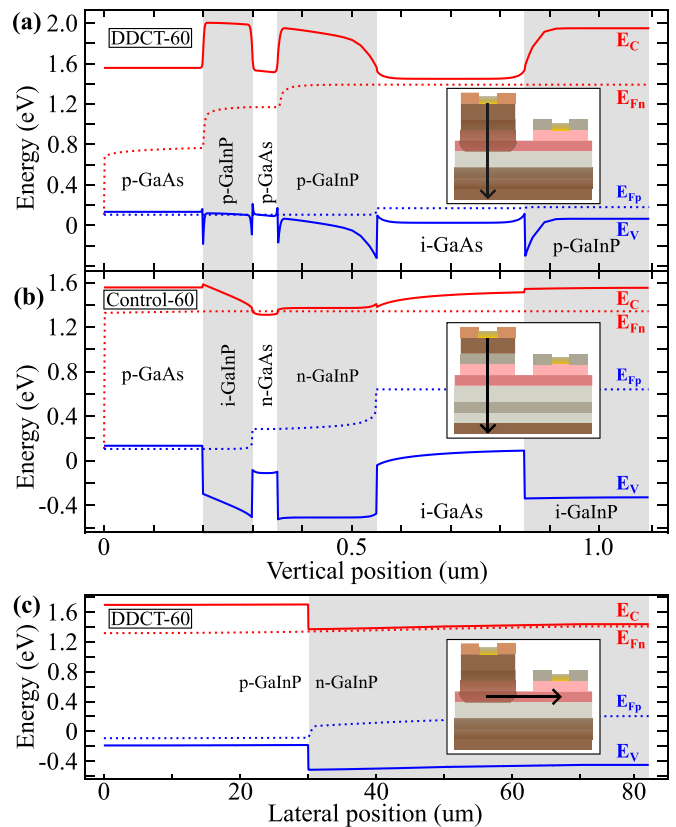 (a)
DDCT-60
2.0
1.6
1.2
0.8
0.4
0
Energy (eV)
E_C
E_Fn
E_Fp
E_V
p-GaAs
p-GaInP
p-GaAs
p-GaInP
i-GaAs
p-GaInP
(b)
Control-60
1.6
1.2
0.8
0.4
0
-0.4
Energy (eV)
E_C
E_Fn
E_Fp
E_V
p-GaAs
i-GaInP
n-GaAs
n-GaInP
i-GaAs
i-GaInP
0 0.5 1.0
Vertical position (um)
(c)
DDCT-60
1.6
1.2
0.8
0.4
0
-0.4
Energy (eV)
E_C
E_Fn
E_Fp
E_V
p-GaInP n-GaInP
0 20 40 60 80
Lateral position (um)